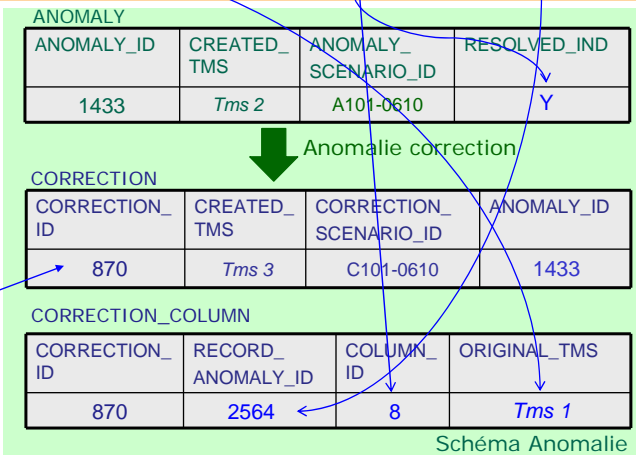 ANOMALY
ANOMALY_ID CREATED_ ANOMALY_ RESOLVED_IND
TMS SCENARIO_ID
1433 Tms 2 A101-0610 Y
Anomalie correction
CORRECTION
CORRECTION_ CREATED_ CORRECTION_ ANOMALY_ID
ID TMS SCENARIO_ID
870 Tms 3 C101-0610 1433
CORRECTION_COLUMN
CORRECTION_ RECORD_ COLUMN_ ORIGINAL_TMS
ID ANOMALY_ID ID
870 2564 8 Tms 1
Schéma Anomalie